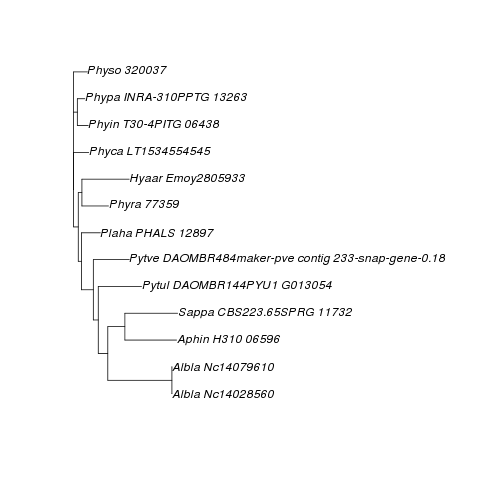 Physo 320037
Phypa INRA-310PPTG 13263
Phyin T30-4PITG 06438
Phyca LT1534554545
Hyaar Emoy2805933
Phyra 77359
Plaha PHALS 12897
Pytve DAOMBR484maker-pve contig 233-snap-gene-0.18
Pytul DAOMBR144PYU1 G013054
Sappa CBS223.65SPRG 11732
Aphin H310 06596
Albla Nc14079610
Albla Nc14028560